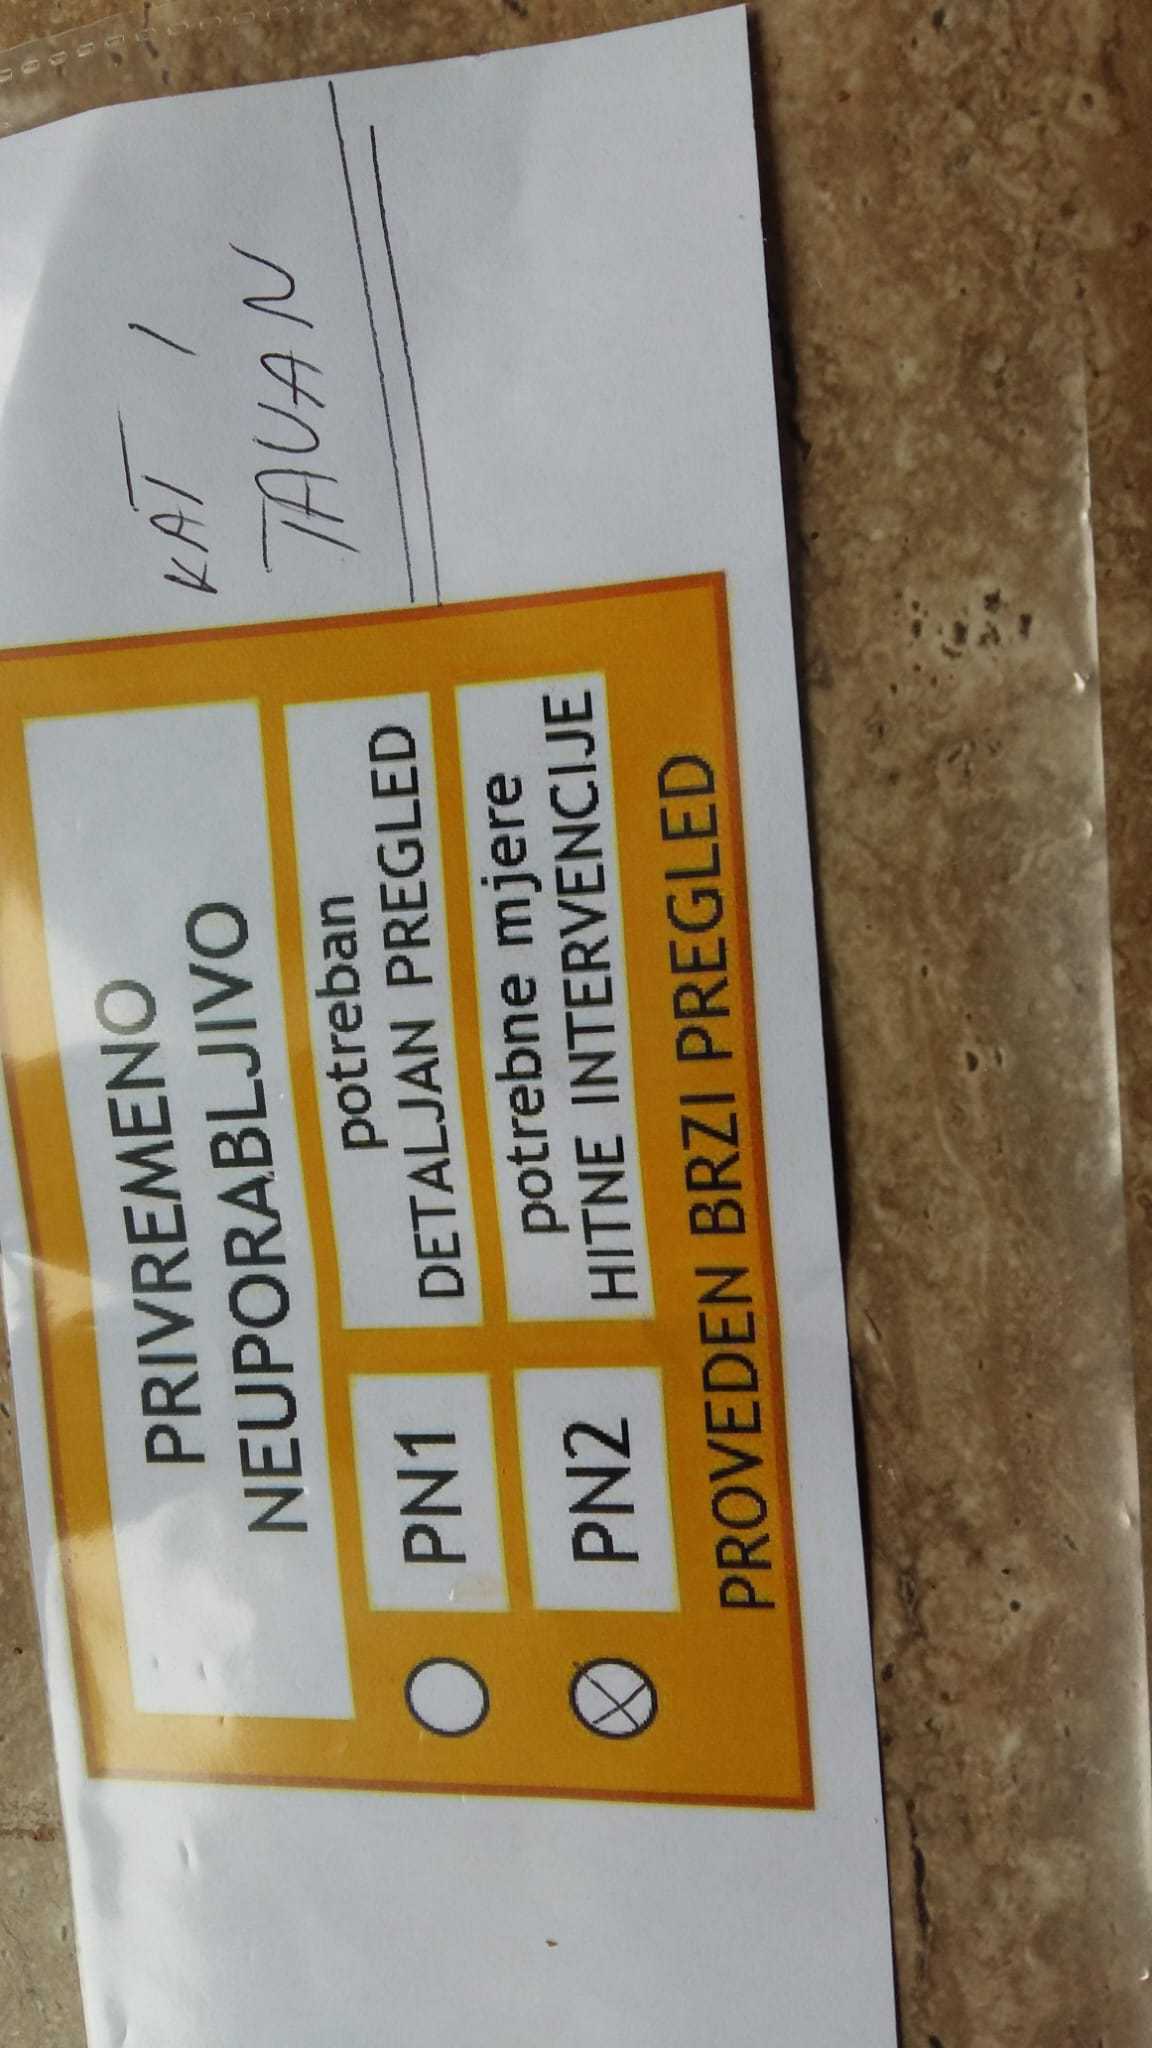 PRIVREMENO
NEUPORABLJIVO
PN1
potreban
DETALJAN PREGLED
PN2
potrebne mjere
HITNE INTERVENCIJE
PROVEDEN BRZI PREGLED
KAT I
TAVAN